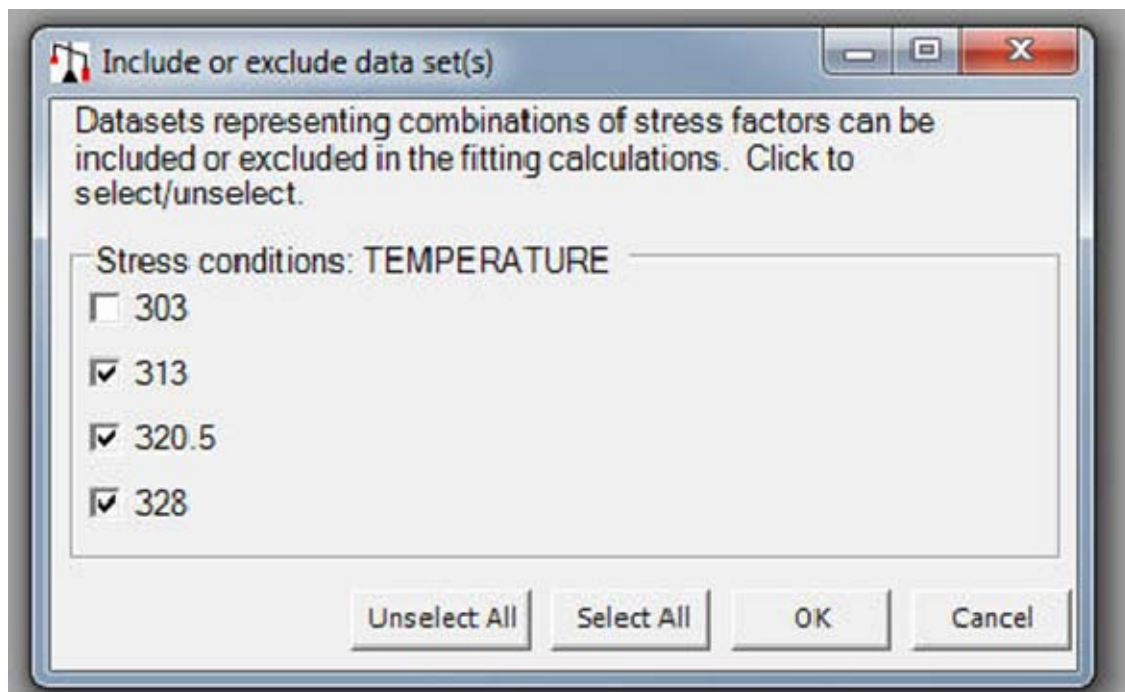 Include or exclude data set(s)
Datasets representing combinations of stress factors can be
included or excluded in the fitting calculations.  Click to
select/unselect.
Stress conditions: TEMPERATURE
303
313
320.5
328
Unselect All Select All OK Cancel